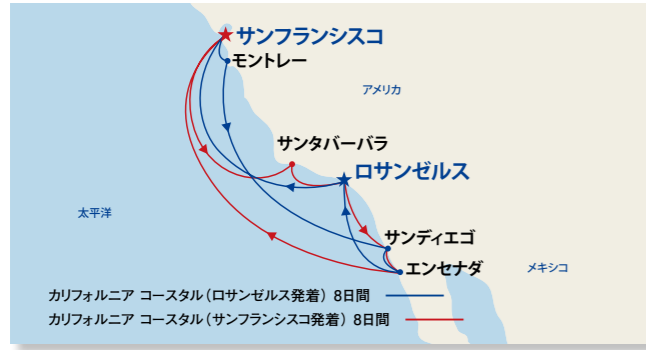 サンフランシスコ
モントレー
アメリカ
サンタバーバラ
ロサンゼルス
太平洋
サンディエゴ
エンセナダ
メキシコ
カリフォルニア コースタル（ロサンゼルス発着） 8日間
カリフォルニア コースタル（サンフランシスコ発着） 8日間